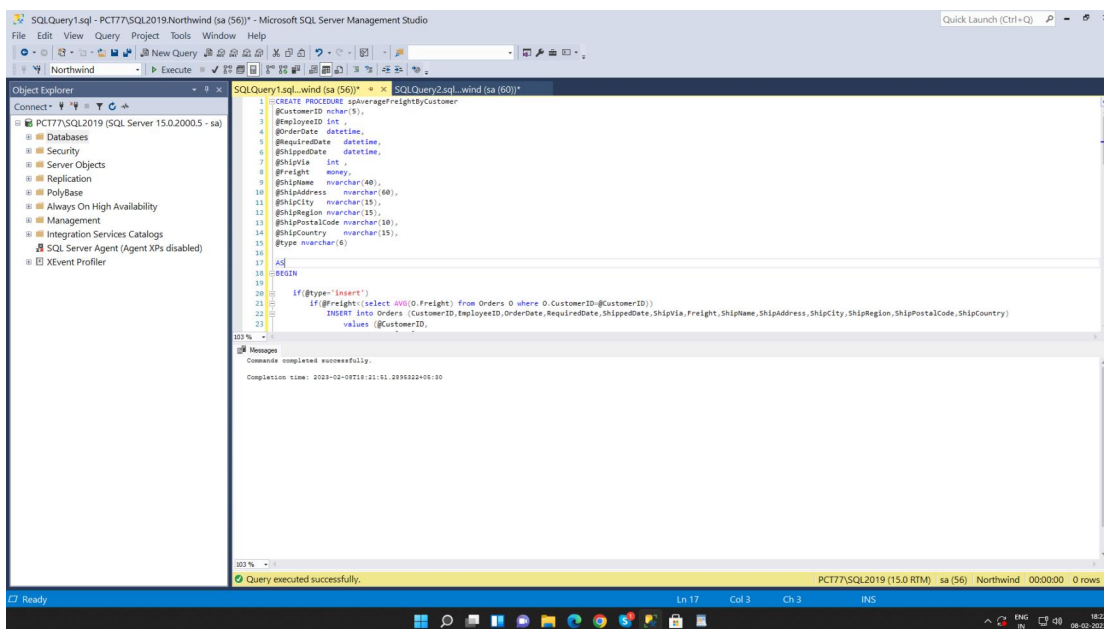 SQLQuery1.sql - PCT77\SQL2019.Northwind (sa (56))* - Microsoft SQL Server Management Studio
Quick Launch (Ctrl+Q)
File Edit View Query Project Tools Window Help
New Query
Northwind Execute
Object Explorer
SQLQuery1.sql...wind (sa (56))* SQLQuery2.sql...wind (sa (60))*
Connect
PCT77\SQL2019 (SQL Server 15.0.2000.5 - sa)
Databases
Security
Server Objects
Replication
PolyBase
Always On High Availability
Management
Integration Services Catalogs
SQL Server Agent (Agent XPs disabled)
XEvent Profiler
1 CREATE PROCEDURE spAverageFreightByCustomer
2 @CustomerID nchar(5),
3 @EmployeeID int ,
4 @OrderDate datetime,
5 @RequiredDate datetime,
6 @ShippedDate datetime,
7 @ShipVia int ,
8 @Freight money,
9 @ShipName nvarchar(40),
10 @ShipAddress nvarchar(60),
11 @ShipCity nvarchar(15),
12 @ShipRegion nvarchar(15),
13 @ShipPostalCode nvarchar(10),
14 @ShipCountry nvarchar(15),
15 @type nvarchar(6)
16
17 AS
18 BEGIN
19
20 if(@type='insert')
21 if(@Freight<(select AVG(O.Freight) from Orders O where O.CustomerID=@CustomerID))
22 INSERT into Orders (CustomerID,EmployeeID,OrderDate,RequiredDate,ShippedDate,ShipVia,Freight,ShipName,ShipAddress,ShipCity,ShipRegion,ShipPostalCode,ShipCountry)
23 values (@CustomerID,
103 %
Messages
Commands completed successfully.
Completion time: 2023-02-08T18:21:51.2895322+05:30
103 %
Query executed successfully.
PCT77\SQL2019 (15.0 RTM) sa (56) Northwind 00:00:00 0 rows
Ready Ln 17 Col 3 Ch 3 INS
ENG
IN